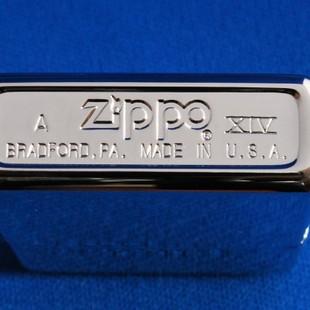 A Zippo® XIV
BRADFORD, PA. MADE IN U.S.A.